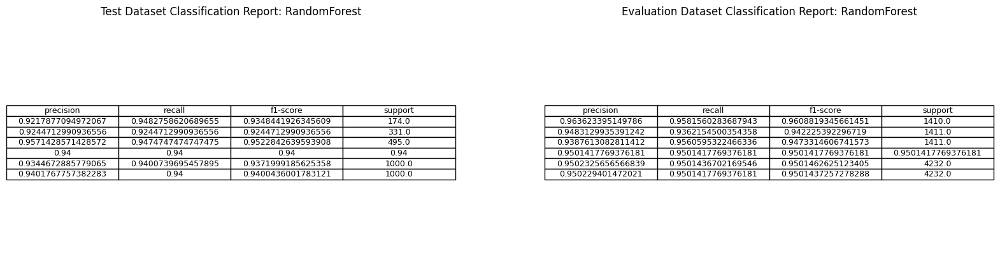 Test Dataset Classification Report: RandomForest
precision recall f1-score support
0.9217877094972067 0.9482758620689655 0.9348441926345609 174.0
0.9244712990936556 0.9244712990936556 0.9244712990936556 331.0
0.9571428571428572 0.9474747474747475 0.9522842639593908 495.0
0.94 0.94 0.94 0.94
0.9344672885779065 0.9400739695457895 0.9371999185625358 1000.0
0.9401767757382283 0.94 0.9400436001783121 1000.0
Evaluation Dataset Classification Report: RandomForest
precision recall f1-score support
0.963623395149786 0.9581560283687943 0.9608819345661451 1410.0
0.9483129935391242 0.9362154500354358 0.942225392296719 1411.0
0.9387613082811412 0.9560595322466336 0.9473314606741573 1411.0
0.9501417769376181 0.9501417769376181 0.9501417769376181 0.9501417769376181
0.9502325656566839 0.9501436702169546 0.9501462625123405 4232.0
0.950229401472021 0.9501417769376181 0.9501437257278288 4232.0